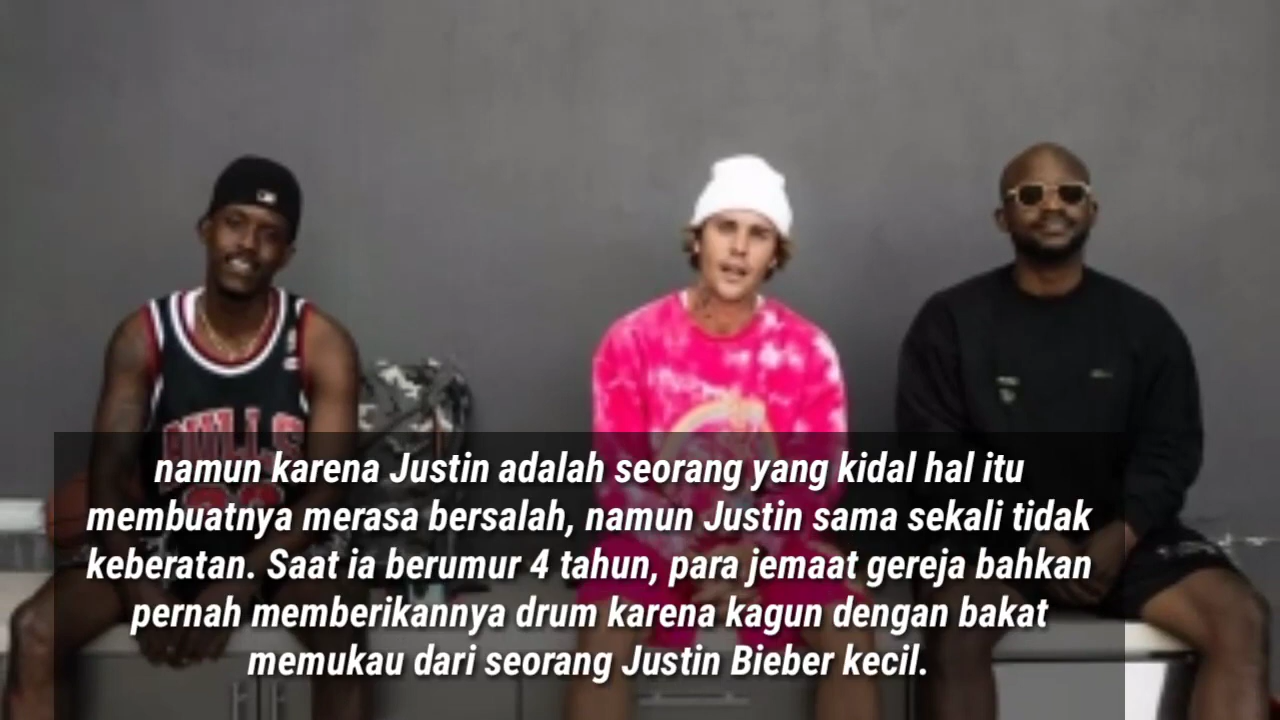 BULLS
namun karena Justin adalah seorang yang kidal hal itu
membuatnya merasa bersalah, namun Justin sama sekali tidak
keberatan. Saat ia berumur 4 tahun, para jemaat gereja bahkan
pernah memberikannya drum karena kagun dengan bakat
memukau dari seorang Justin Bieber kecil.